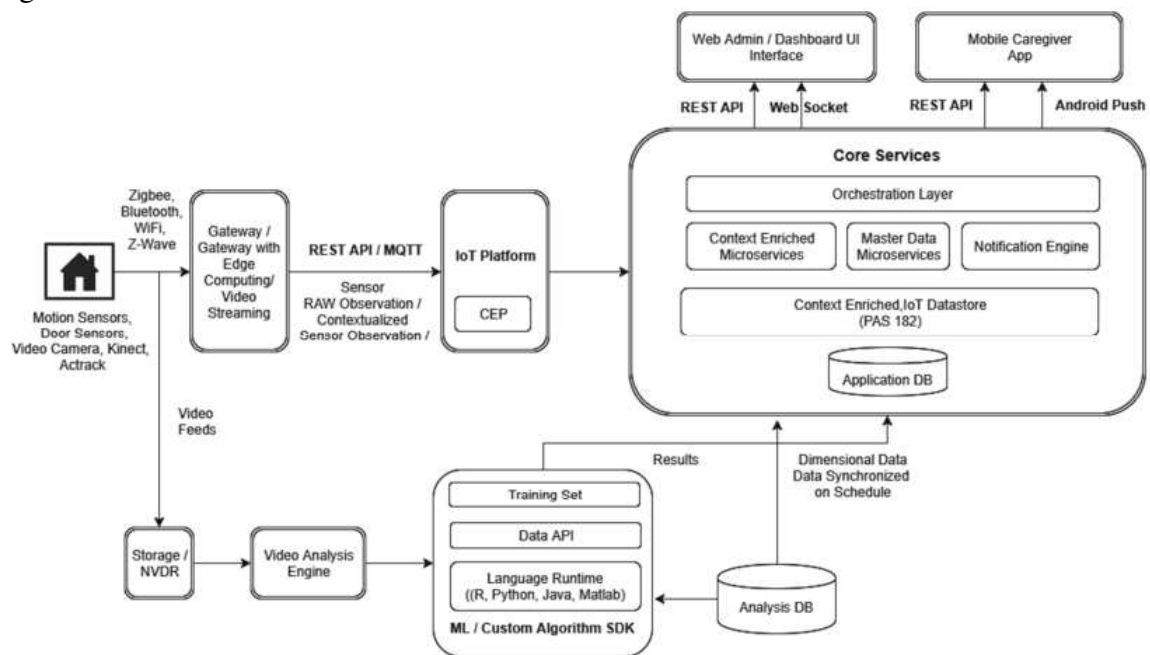 Web Admin / Dashboard UI
Interface
Mobile Caregiver
App
REST API
Web Socket
REST API
Android Push
Core Services
Orchestration Layer
Context Enriched
Microservices
Master Data
Microservices
Notification Engine
Context Enriched,IoT Datastore
(PAS 182)
Application DB
Zigbee,
Bluetooth,
WiFi,
Z-Wave
Gateway /
Gateway with
Edge
Computing/
Video
Streaming
REST API / MQTT
Sensor
RAW Observation /
Contextualized
Sensor Observation /
IoT Platform
CEP
Motion Sensors,
Door Sensors,
Video Camera, Kinect,
Actrack
Video
Feeds
Results
Dimensional Data
Data Synchronized
on Schedule
Training Set
Data API
Language Runtime
((R, Python, Java, Matlab)
ML / Custom Algorithm SDK
Storage /
NVDR
Video Analysis
Engine
Analysis DB